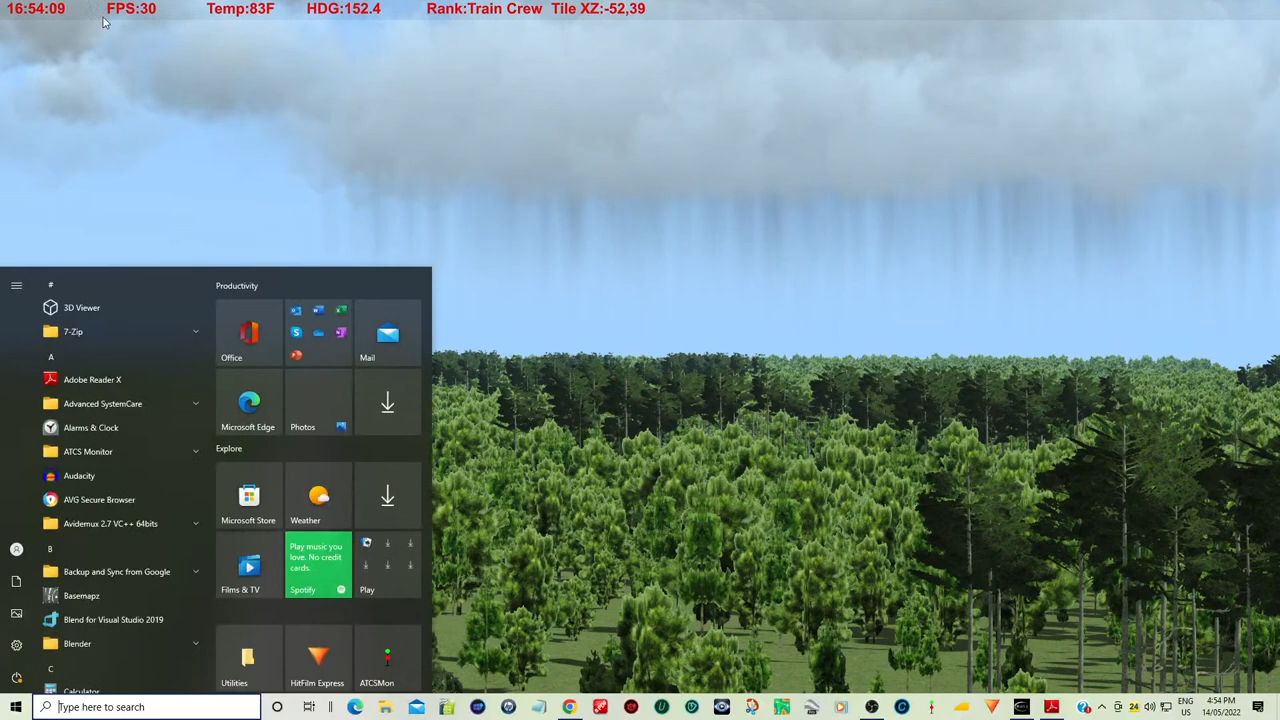 16:54:09 FPS:30 Temp:83F HDG:152.4 Rank:Train Crew Tile XZ:-52,39
#
3D Viewer
7-Zip
A
Adobe Reader X
Advanced SystemCare
Alarms & Clock
ATCS Monitor
Audacity
AVG Secure Browser
Avidemux 2.7 VC++ 64bits
B
Backup and Sync from Google
Basemapz
Blend for Visual Studio 2019
Blender
C
Calculator
Productivity
Office
Mail
Microsoft Edge
Photos
Explore
Microsoft Store
Weather
Films & TV
Play music you
love. No credit
cards.
Spotify
Play
Utilities
HitFilm Express
ATCSMon
Type here to search
24
ENG
US
4:54 PM
14/05/2022